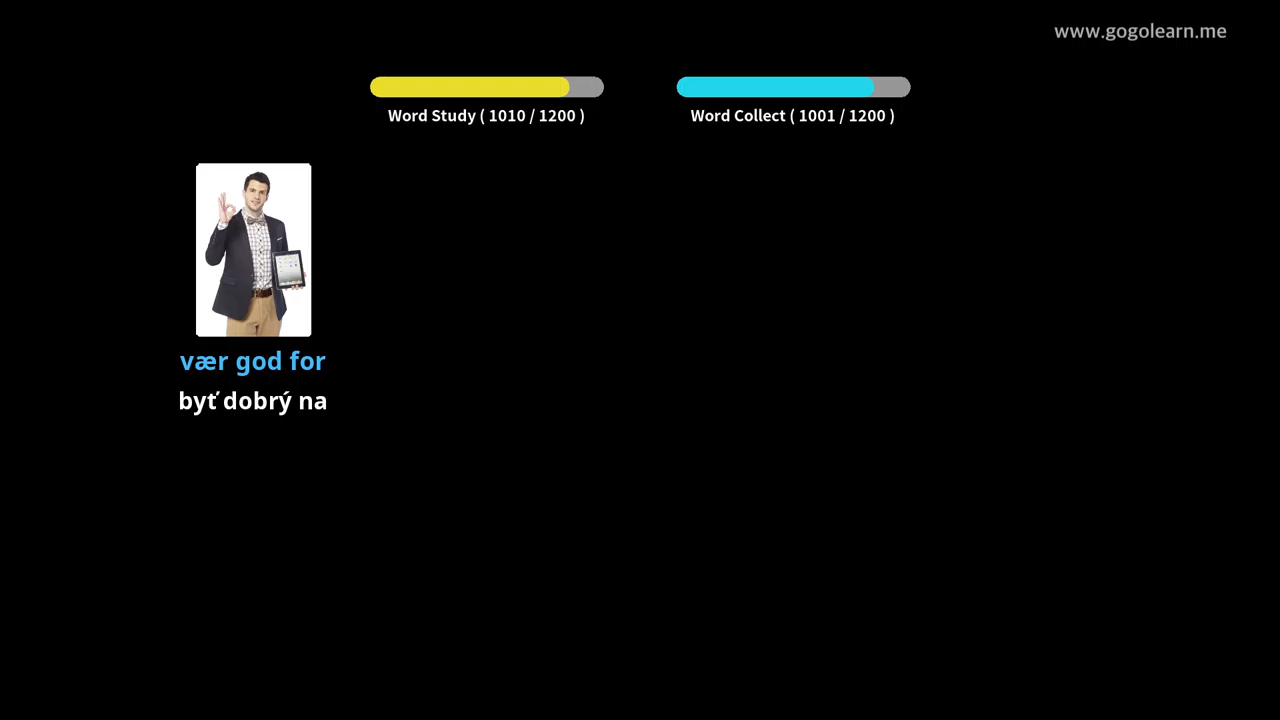 www.gogolearn.me
Word Study ( 1010 / 1200 )
Word Collect ( 1001 / 1200 )
vær god for
byť dobrý na